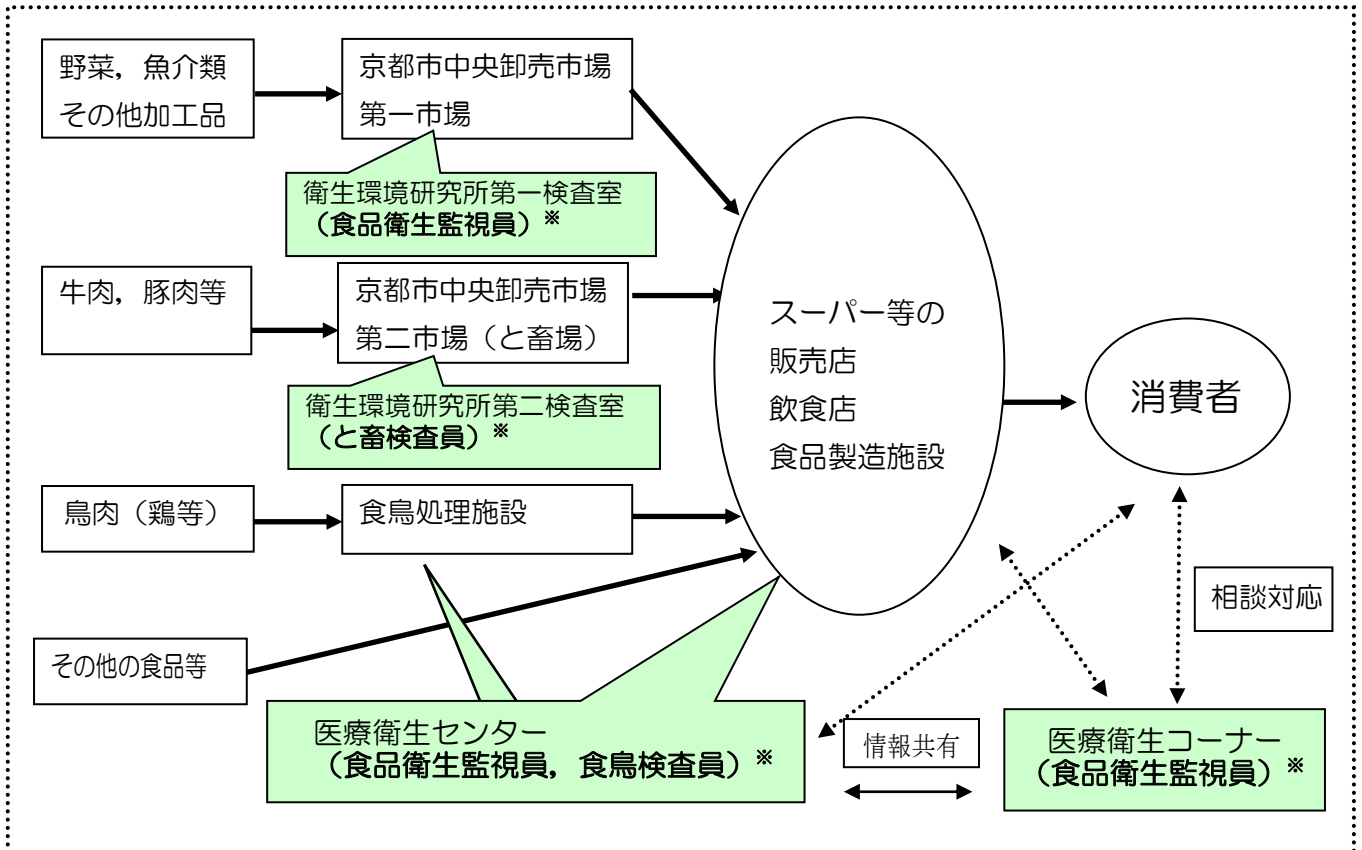 野菜，魚介類
その他加工品
京都市中央卸売市場
第一市場
衛生環境研究所第一検査室
（食品衛生監視員）※
牛肉，豚肉等
京都市中央卸売市場
第二市場（と畜場）
衛生環境研究所第二検査室
（と畜検査員）※
鳥肉（鶏等）
食鳥処理施設
その他の食品等
スーパー等の
販売店
飲食店
食品製造施設
消費者
相談対応
医療衛生センター
（食品衛生監視員，食鳥検査員）※
情報共有
医療衛生コーナー
（食品衛生監視員）※